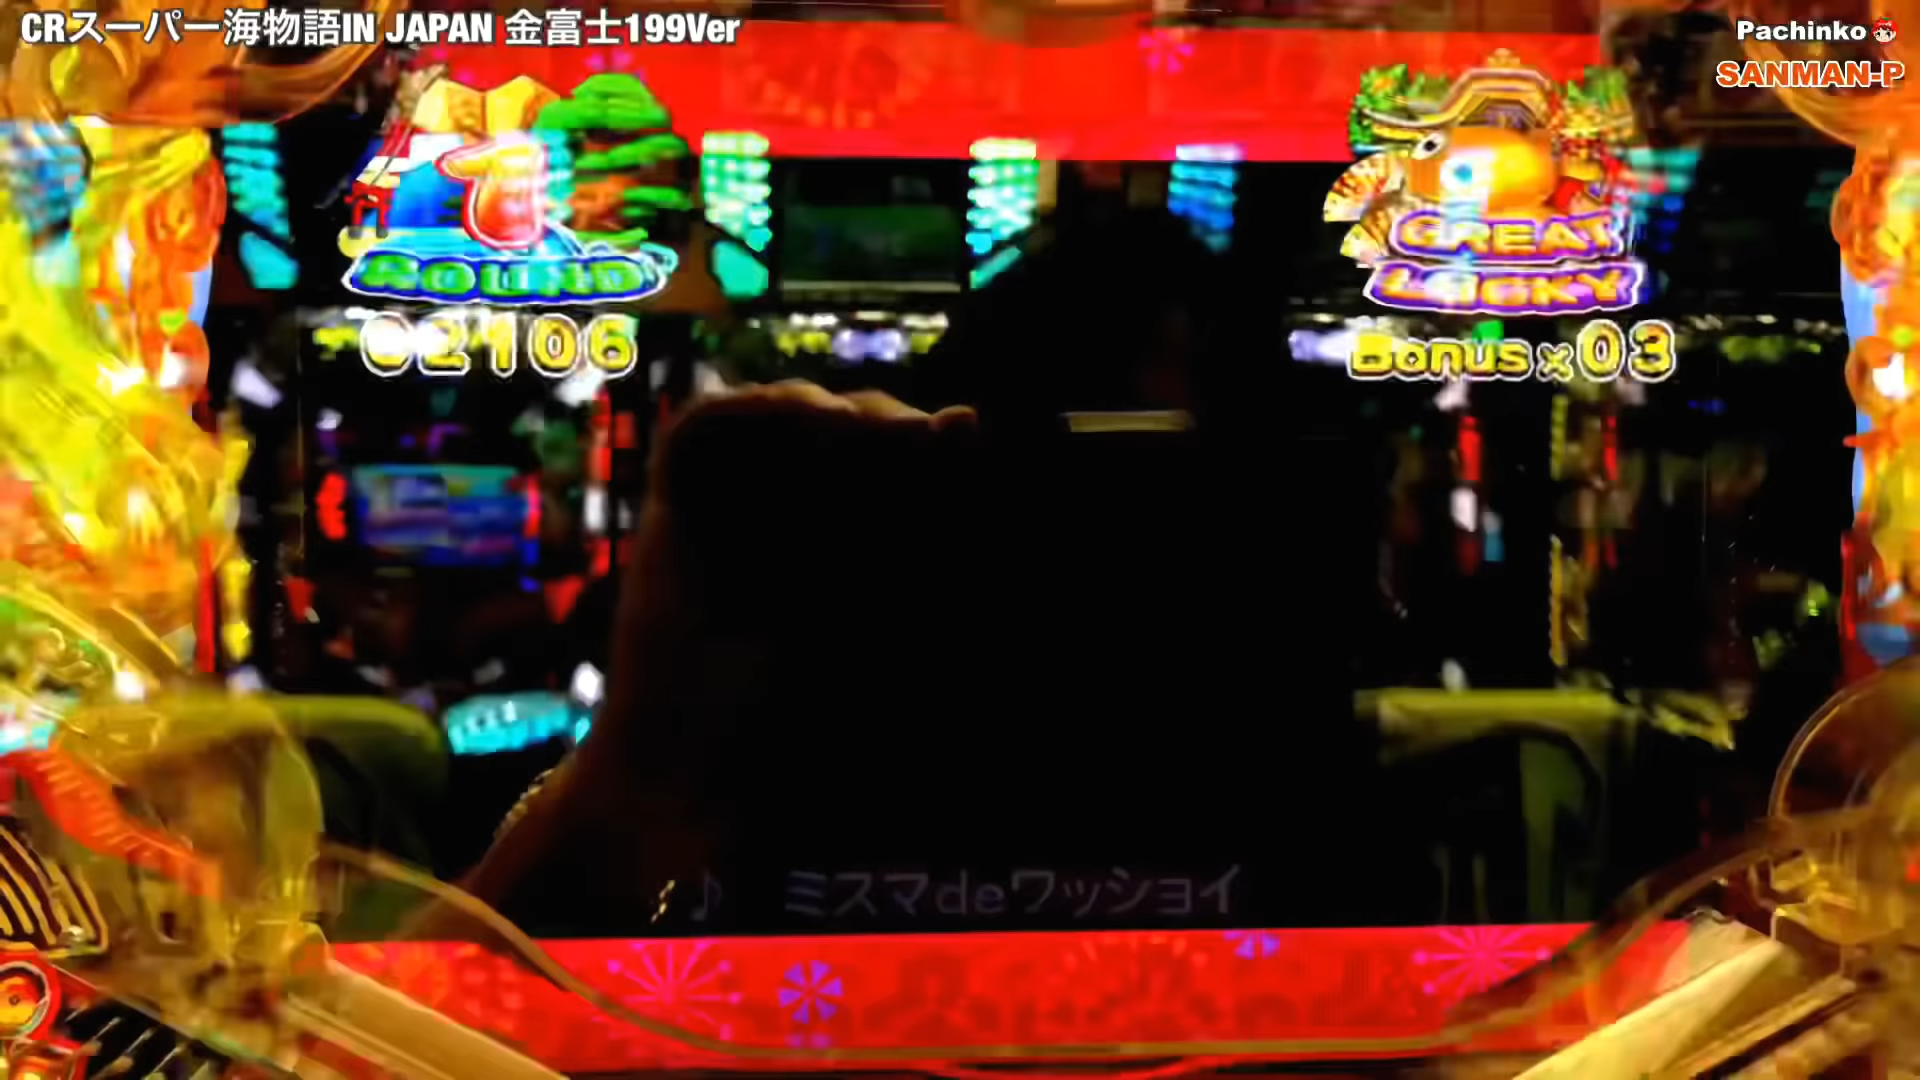 CRスーパー海物語IN JAPAN 金富士199Ver
Pachinko
SANMAN-P
1
ROUND
02106
GREAT
LUCKY
Bonus×03
♪ ミスマdeワッショイ